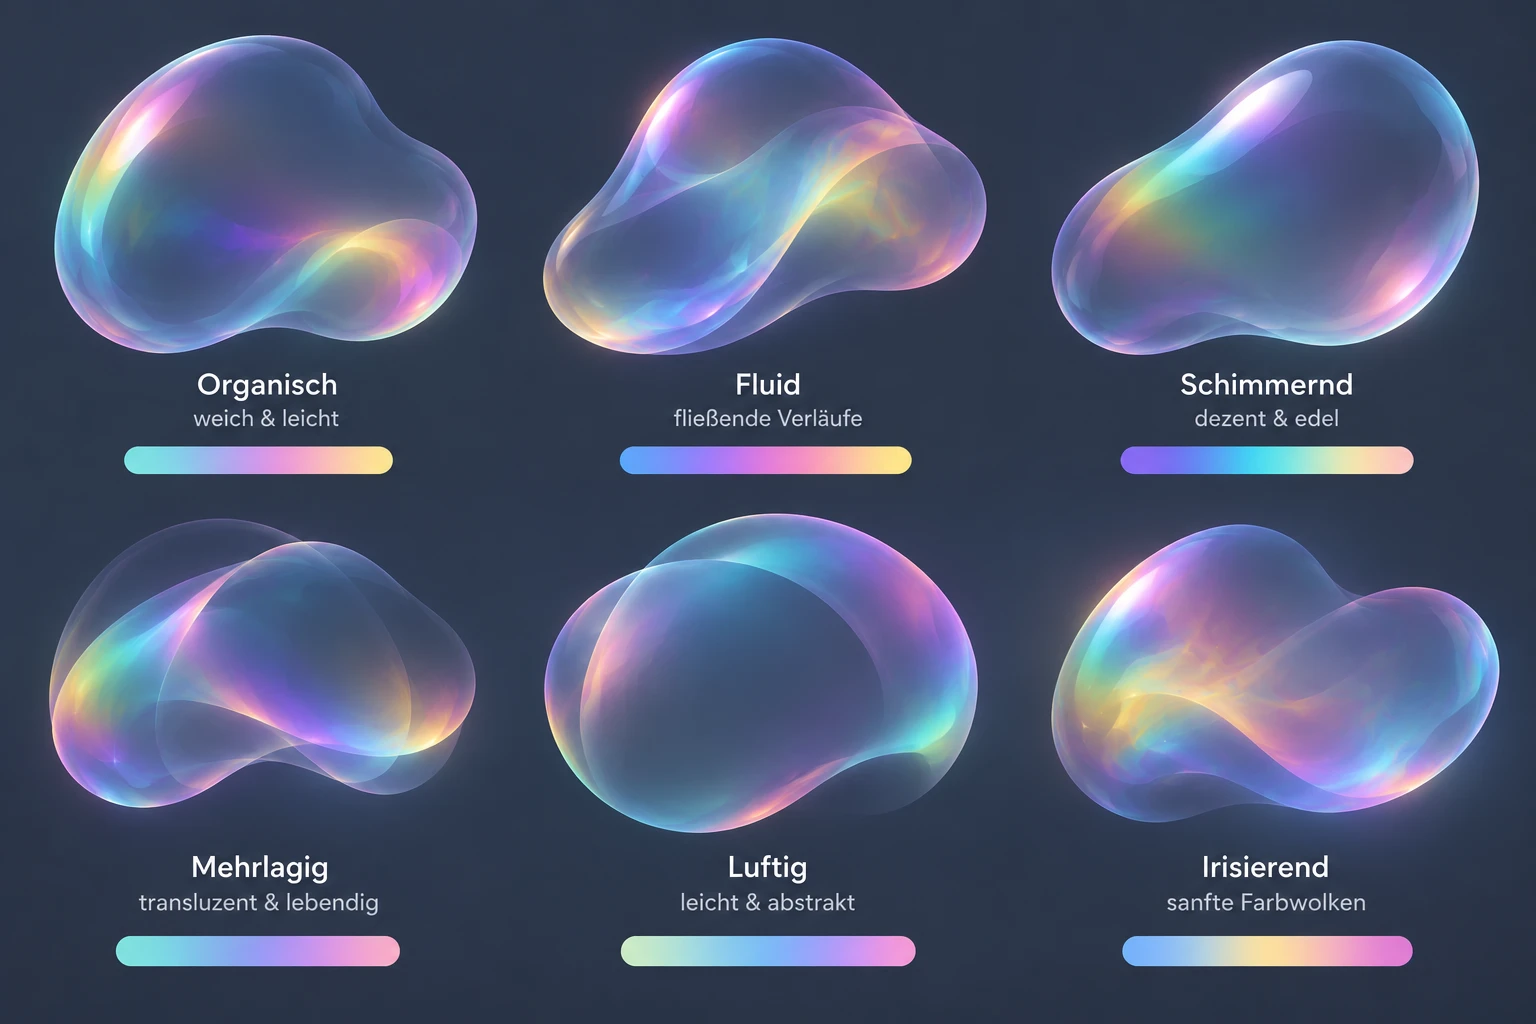 Organisch
weich & leicht
Fluid
fließende Verläufe
Schimmernd
dezent & edel
Mehrlagig
transluzent & lebendig
Luftig
leicht & abstrakt
Irisierend
sanfte Farbwolken